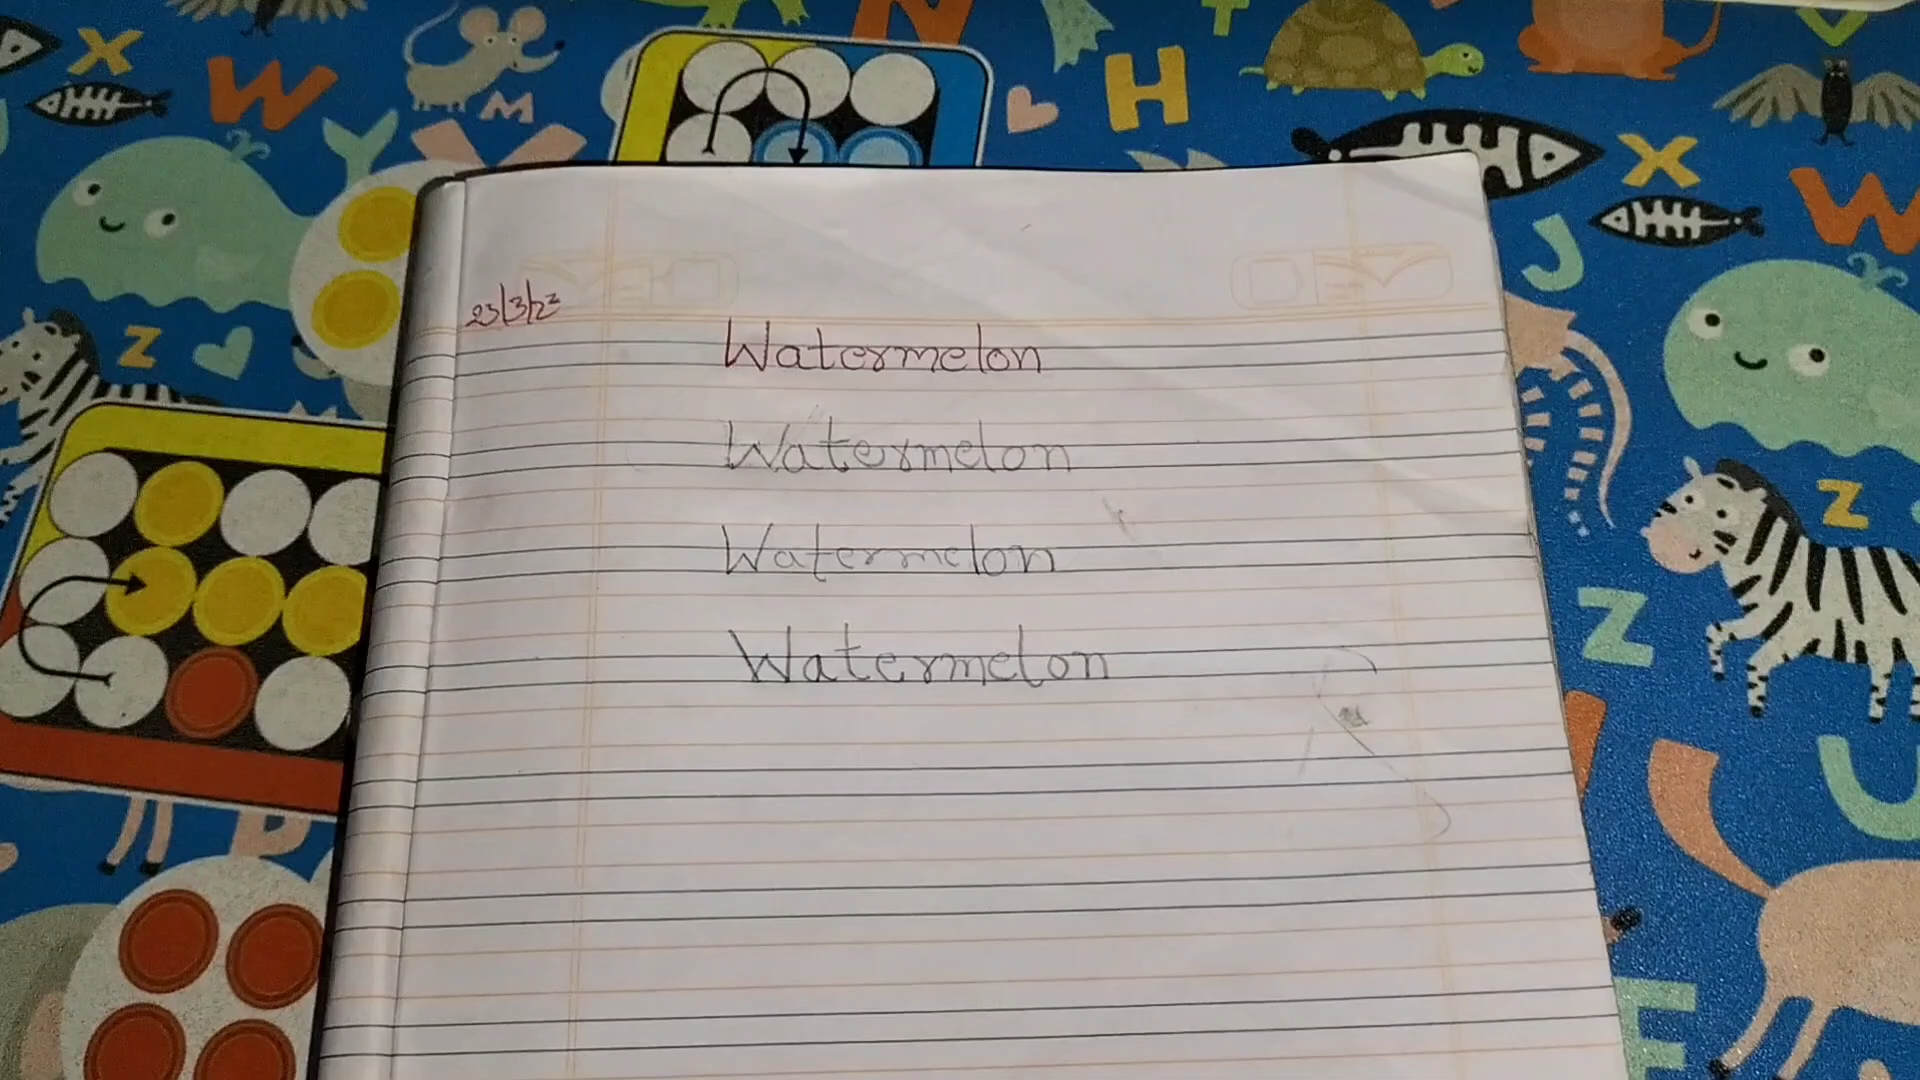 23/3/22
Watermelon
Watermelon
Watermelon
Watermelon
X
W
M
H
T
N
X
W
J
Z
Z
Z
U
E